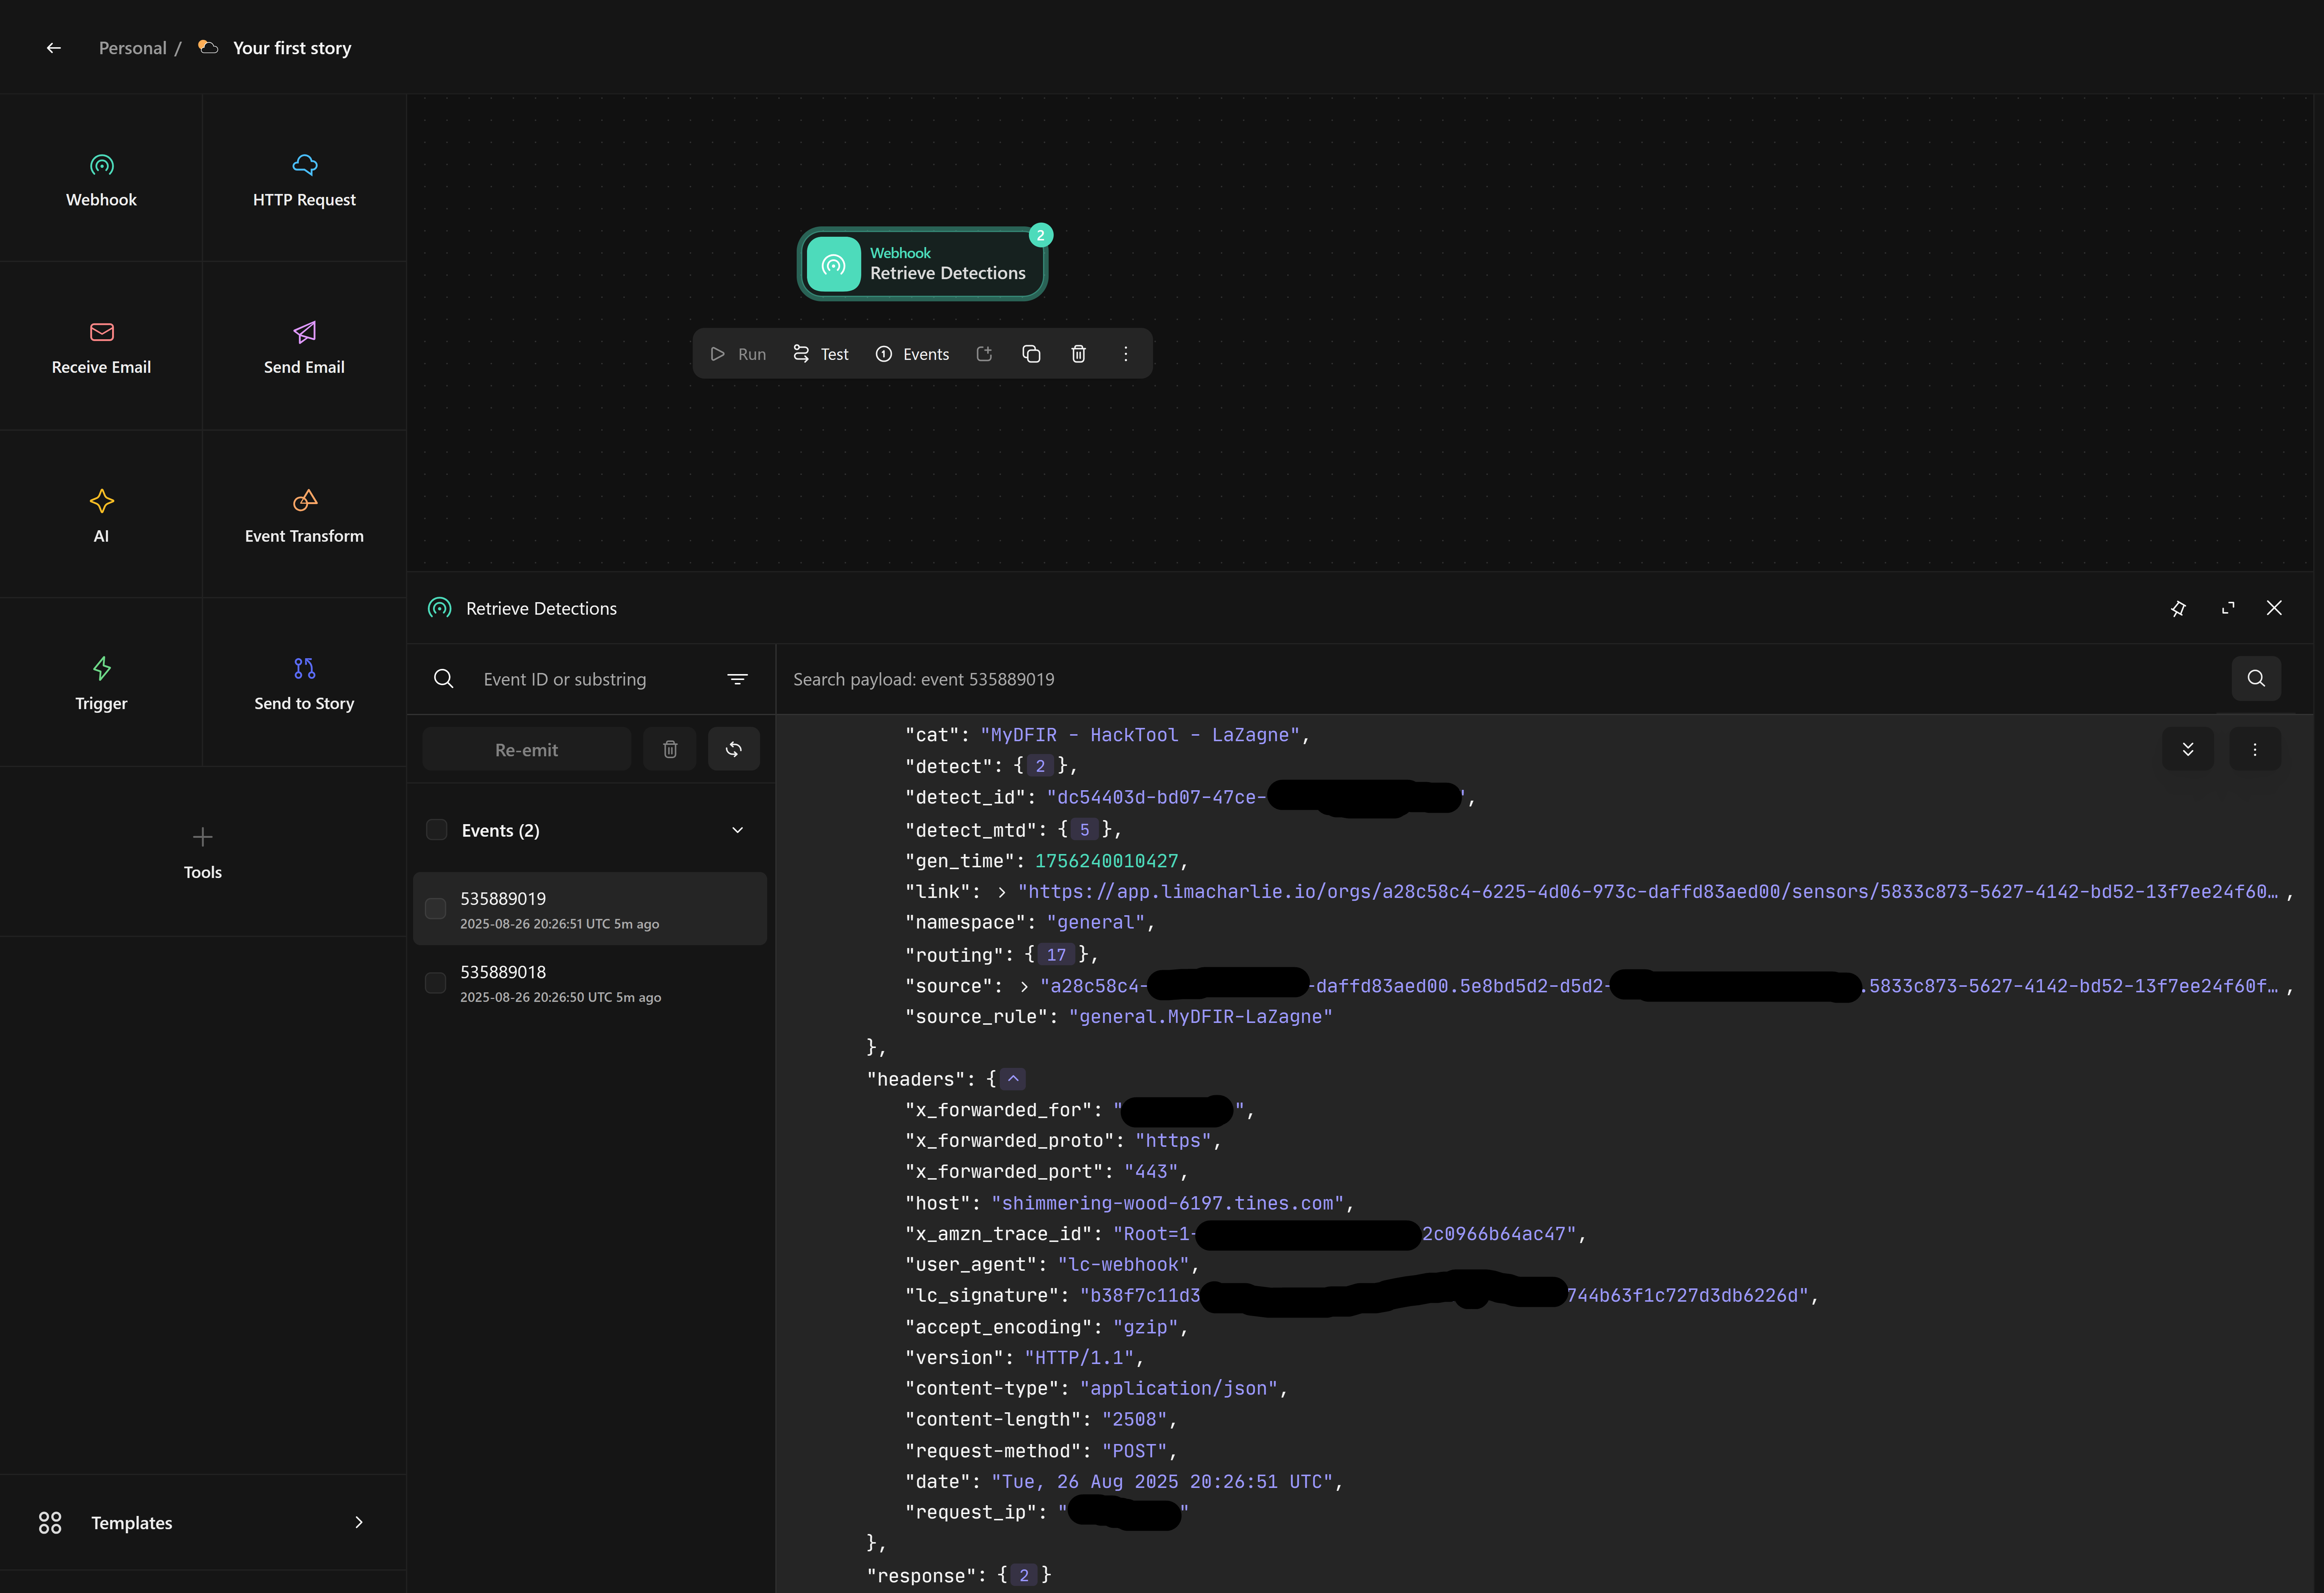 Personal / Your first story
Webhook
HTTP Request
Receive Email
Send Email
AI
Event Transform
Trigger
Send to Story
Tools
Templates
2
Webhook
Retrieve Detections
Run
Test
1
Events
Retrieve Detections
Event ID or substring
Search payload: event 535889019
Re-emit
Events (2)
535889019
2025-08-26 20:26:51 UTC 5m ago
535889018
2025-08-26 20:26:50 UTC 5m ago
"cat": "MyDFIR - HackTool - LaZagne",
"detect": { 2 },
"detect_id": "dc54403d-bd07-47ce- ",
"detect_mtd": { 5 },
"gen_time": 1756240010427,
"link": > "https://app.limacharlie.io/orgs/a28c58c4-6225-4d06-973c-daffd83aed00/sensors/5833c873-5627-4142-bd52-13f7ee24f60… ,
"namespace": "general",
"routing": { 17 },
"source": > "a28c58c4- -daffd83aed00.5e8bd5d2-d5d2- .5833c873-5627-4142-bd52-13f7ee24f60f… ,
"source_rule": "general.MyDFIR-LaZagne"
},
"headers": {
"x_forwarded_for": " ",
"x_forwarded_proto": "https",
"x_forwarded_port": "443",
"host": "shimmering-wood-6197.tines.com",
"x_amzn_trace_id": "Root=1- 2c0966b64ac47",
"user_agent": "lc-webhook",
"lc_signature": "b38f7c11d3 744b63f1c727d3db6226d",
"accept_encoding": "gzip",
"version": "HTTP/1.1",
"content-type": "application/json",
"content-length": "2508",
"request-method": "POST",
"date": "Tue, 26 Aug 2025 20:26:51 UTC",
"request_ip": " "
},
"response": { 2 }